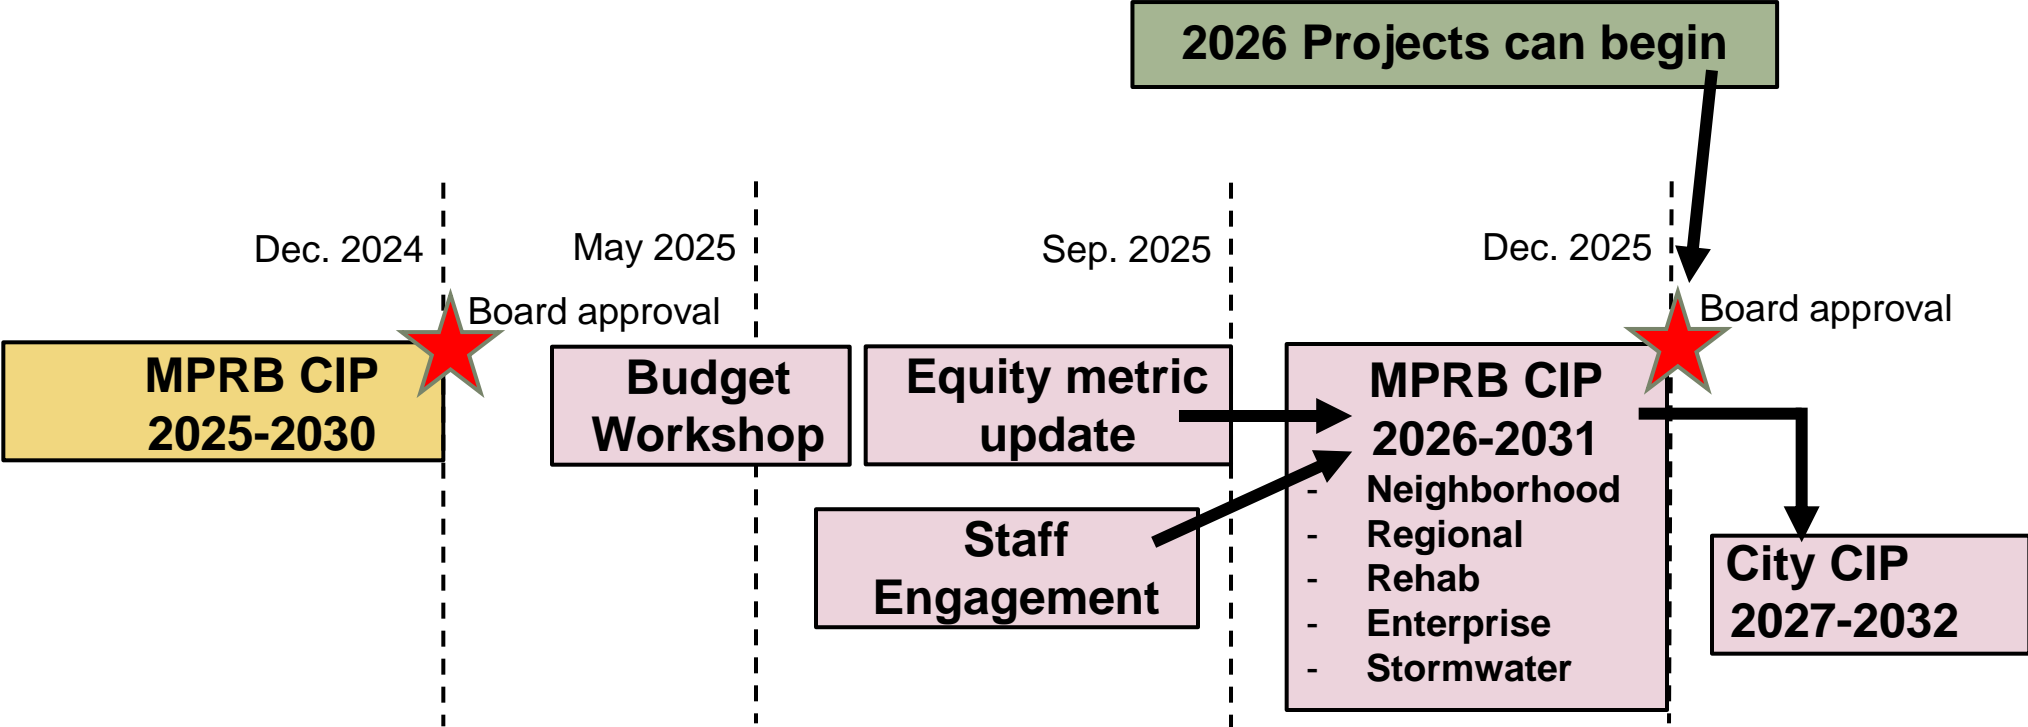 2026 Projects can begin
Dec. 2024
May 2025
Sep. 2025
Dec. 2025
Board approval
Board approval
MPRB CIP
2025-2030
Budget
Workshop
Equity metric
update
Staff
Engagement
MPRB CIP
2026-2031
- Neighborhood
- Regional
- Rehab
- Enterprise
- Stormwater
City CIP
2027-2032